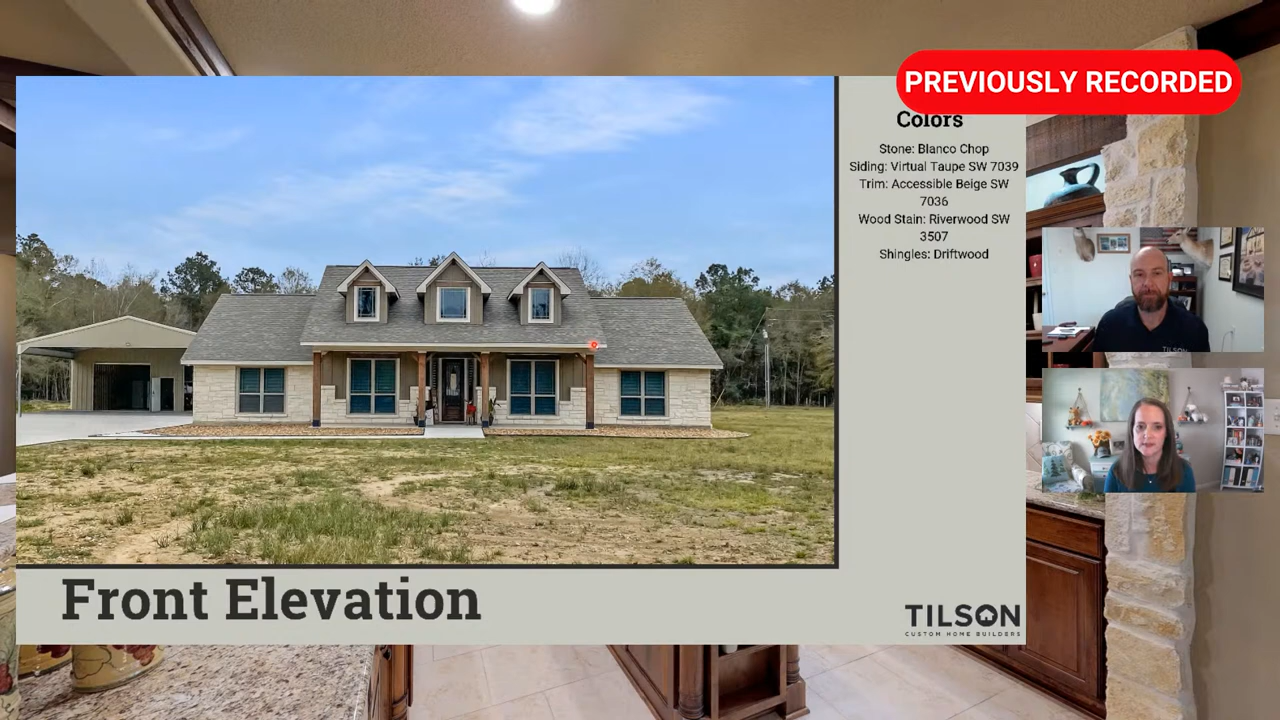 PREVIOUSLY RECORDED
Colors
Stone: Blanco Chop
Siding: Virtual Taupe SW 7039
Trim: Accessible Beige SW
7036
Wood Stain: Riverwood SW
3507
Shingles: Driftwood
TILSON
Front Elevation
TILSON
CUSTOM HOME BUILDERS